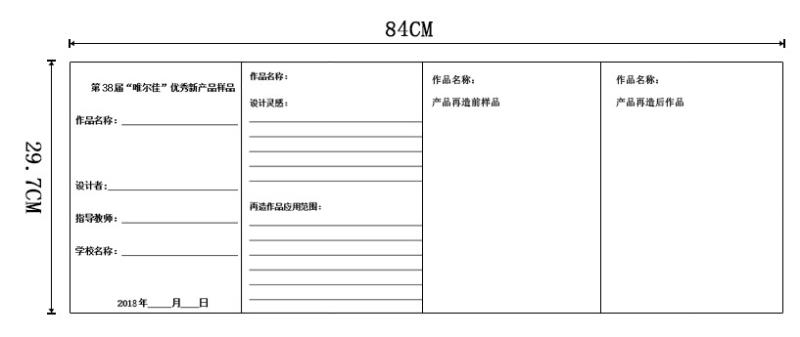 84CM
29.7CM
第38届“唯尔佳”优秀新产品样品
作品名称：
设计者：
指导教师：
学校名称：
2018年____月___日
作品名称：
设计灵感：
再造作品应用范围：
作品名称：
产品再造前样品
作品名称：
产品再造后作品